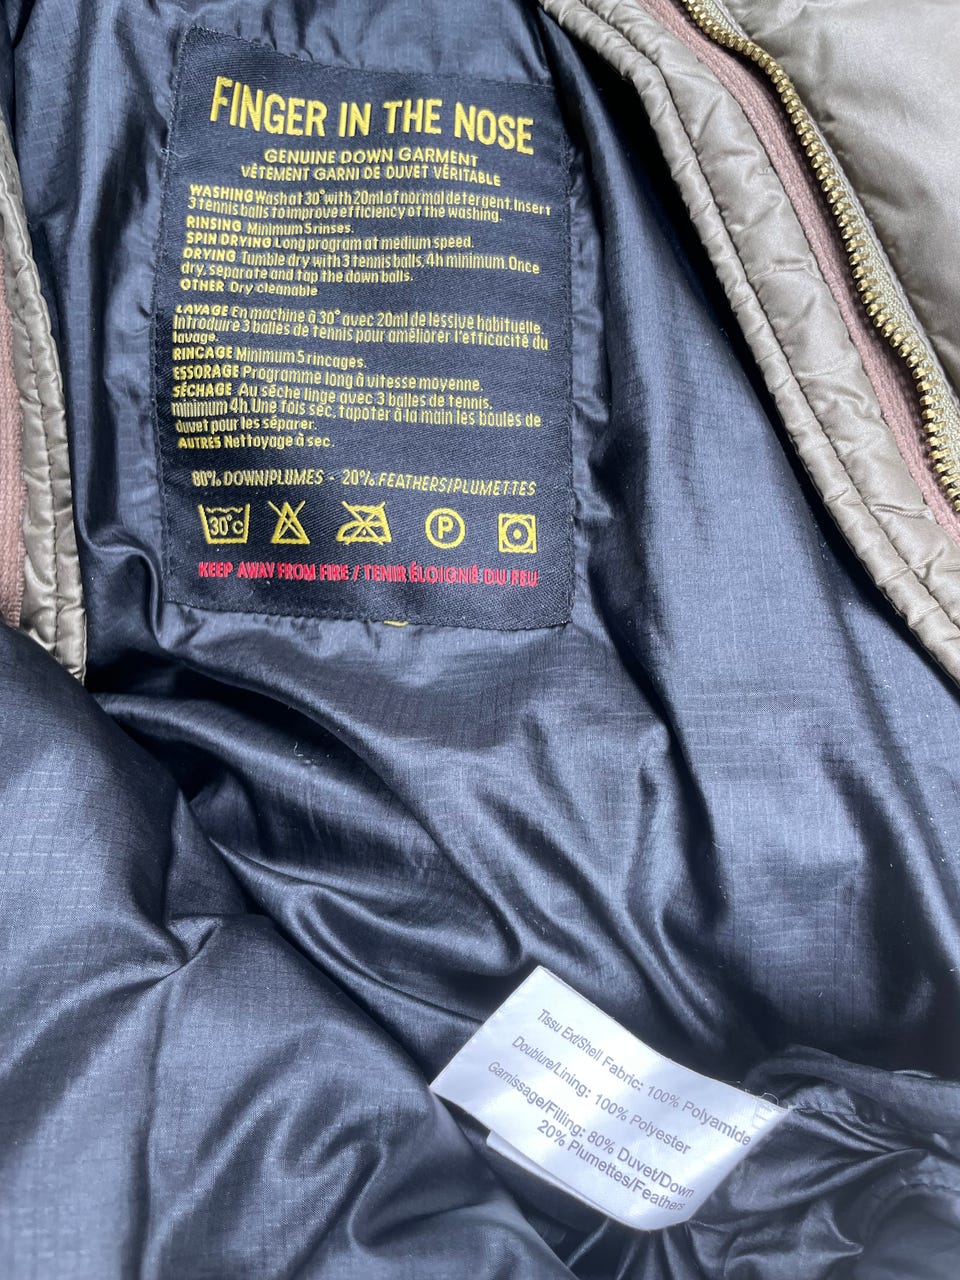 FINGER IN THE NOSE
GENUINE DOWN GARMENT
VÊTEMENT GARNI DE DUVET VÉRITABLE
WASHING Wash at 30° with 20ml of normal detergent. Insert
3 tennis balls to improve efficiency of the washing.
RINSING Minimum 5 rinses.
SPIN DRYING Long program at medium speed.
DRYING Tumble dry with 3 tennis balls, 4h minimum. Once
dry, separate and tap the down balls.
OTHER Dry cleanable
LAVAGE En machine à 30° avec 20ml de lessive habituelle.
Introduire 3 balles de tennis pour améliorer l'efficacité du
lavage.
RINCAGE Minimum 5 rincages.
ESSORAGE Programme long à vitesse moyenne.
SÉCHAGE Au sèche linge avec 3 balles de tennis,
minimum 4h. Une fois sec, tapoter à la main les boules de
duvet pour les séparer.
AUTRES Nettoyage à sec.
80% DOWN/PLUMES - 20% FEATHERS/PLUMETTES
30°C P
KEEP AWAY FROM FIRE / TENIR ÉLOIGNÉ DU FEU
Tissu Ext/Shell Fabric: 100% Polyamide
Doublure/Lining: 100% Polyester
Garnissage/Filling: 80% Duvet/Down
20% Plumettes/Feathers